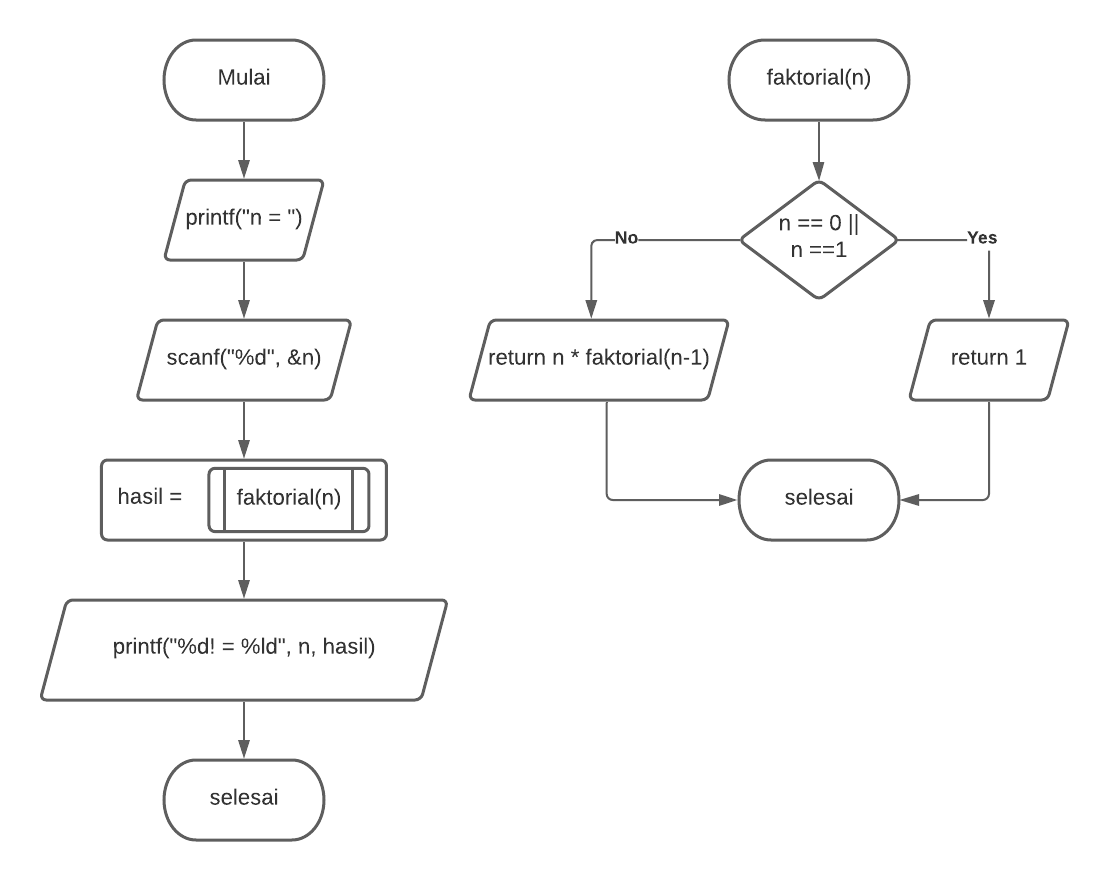 Mulai
printf("n = ")
scanf("%d", &n)
hasil =
faktorial(n)
printf("%d! = %ld", n, hasil)
selesai
faktorial(n)
n == 0 ||
n ==1
No
Yes
return n * faktorial(n-1)
return 1
selesai